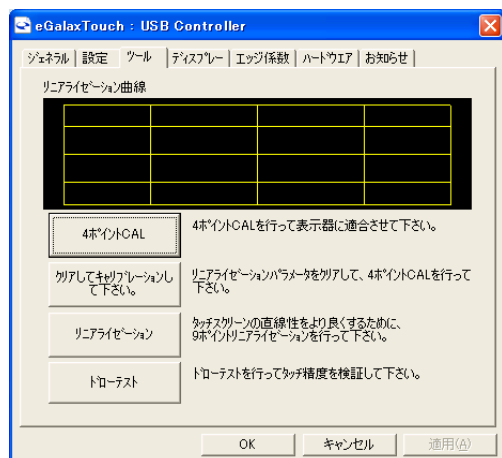 eGalaxTouch : USB Controller
ジェネラル 設定 ツール ディスプレー エッジ係数 ハードウエア お知らせ
リニアライゼーション曲線
4ポイントCAL
4ポイントCALを行って表示器に適合させて下さい。
クリアしてキャリブレーションし
て下さい。
リニアライゼーションパラメータをクリアして、4ポイントCALを行って
下さい。
リニアライゼーション
タッチスクリーンの直線性をより良くするために、
9ポイントリニアライゼーションを行って下さい。
ドローテスト
ドローテストを行ってタッチ精度を検証して下さい。
OK キャンセル 適用(A)